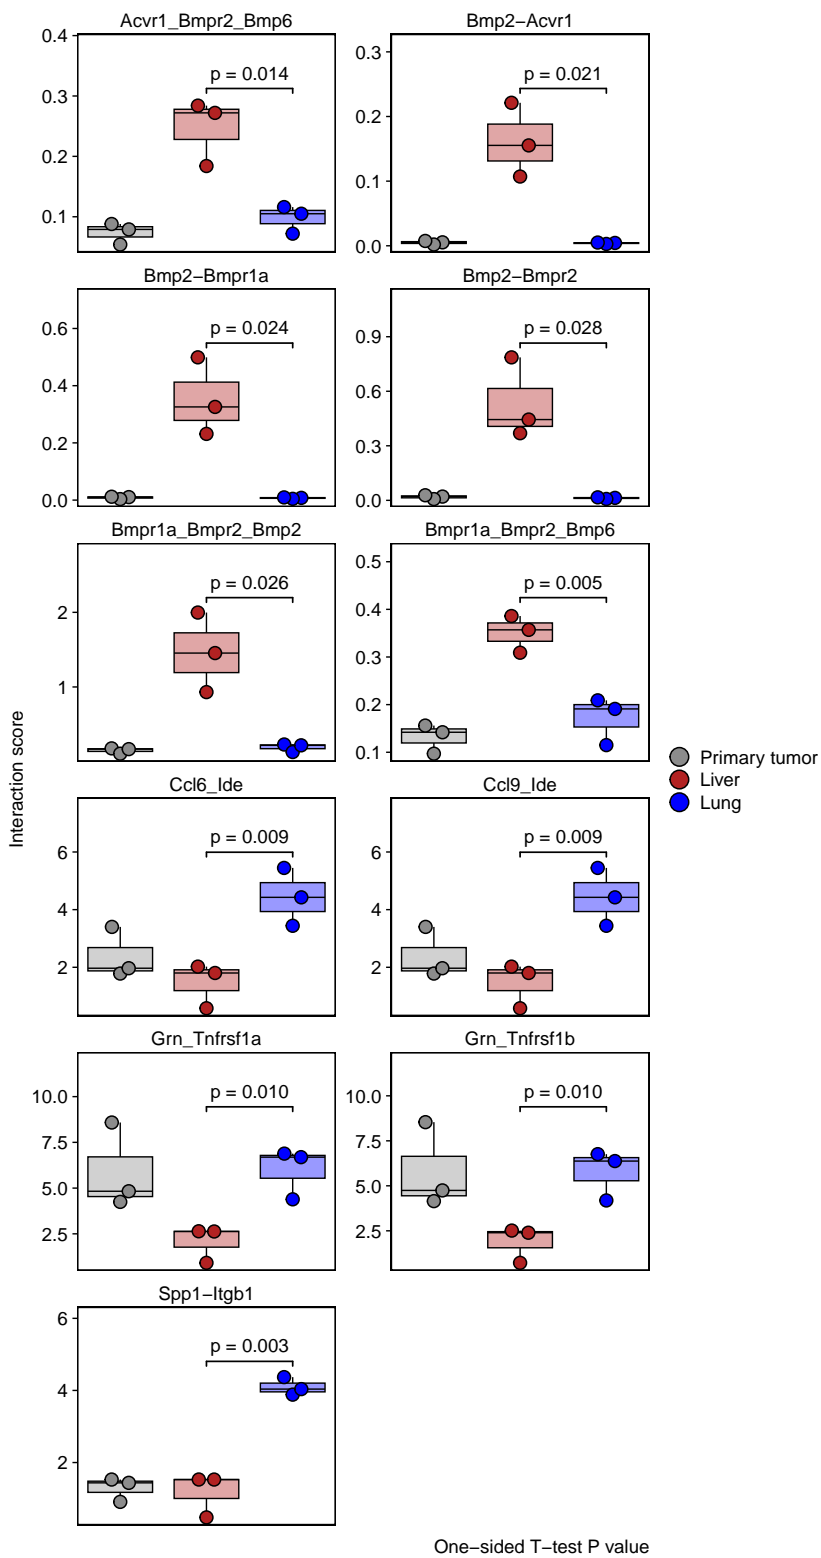 Acvr1_Bmpr2_Bmp6
Bmp2−Acvr1
0.4
0.3
0.2
0.1
p = 0.014
0.3
0.2
0.1
0.0
p = 0.021
Bmp2−Bmpr1a
Bmp2−Bmpr2
0.6
0.4
0.2
0.0
p = 0.024
0.9
0.6
0.3
0.0
p = 0.028
Bmpr1a_Bmpr2_Bmp2
Bmpr1a_Bmpr2_Bmp6
2
1
p = 0.026
0.5
0.4
0.3
0.2
0.1
p = 0.005
Interaction score
Primary tumor
Liver
Lung
Ccl6_Ide
Ccl9_Ide
6
4
2
p = 0.009
6
4
2
p = 0.009
Grn_Tnfrsf1a
Grn_Tnfrsf1b
10.0
7.5
5.0
2.5
p = 0.010
10.0
7.5
5.0
2.5
p = 0.010
Spp1−Itgb1
6
4
2
p = 0.003
One−sided T−test P value